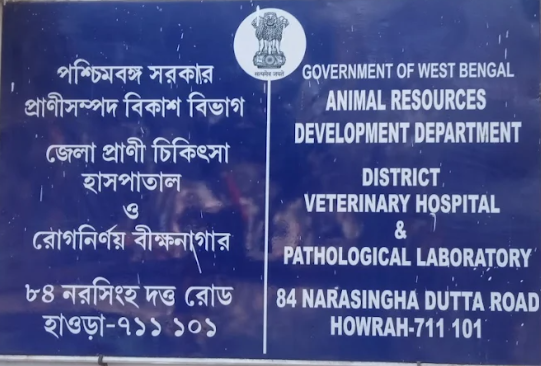 পশ্চিমবঙ্গ সরকার
প্রাণীসম্পদ বিকাশ বিভাগ
জেলা প্রাণী চিকিৎসা
হাসপাতাল
ও
রোগনির্ণয় বীক্ষনাগার
৮৪ নরসিংহ দত্ত রোড
হাওড়া-৭১১ ১০১
GOVERNMENT OF WEST BENGAL
ANIMAL RESOURCES
DEVELOPMENT DEPARTMENT
DISTRICT
VETERINARY HOSPITAL
&
PATHOLOGICAL LABORATORY
84 NARASINGHA DUTTA ROAD
HOWRAH-711 101